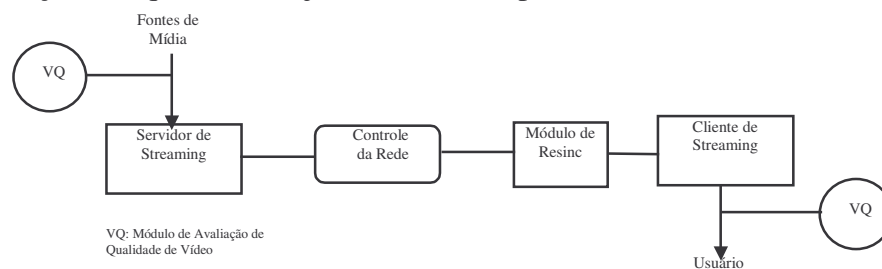 Fontes de
Mídia
VQ
Servidor de
Streaming
Controle
da Rede
Módulo de
Resinc
Cliente de
Streaming
VQ
VQ: Módulo de Avaliação de
Qualidade de Vídeo
Usuário